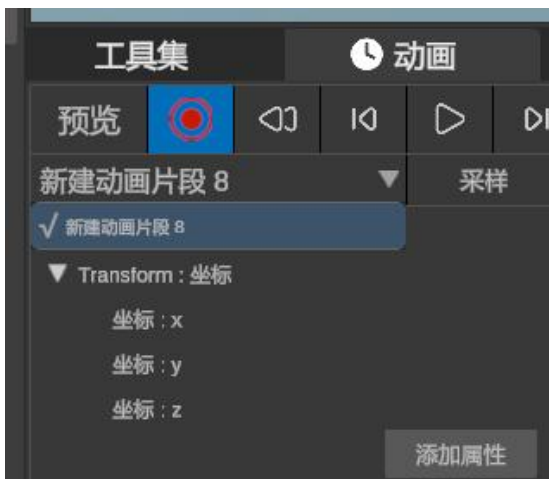 工具集 动画
预览
新建动画片段 8 采样
√ 新建动画片段 8
Transform : 坐标
坐标 : x
坐标 : y
坐标 : z
添加属性